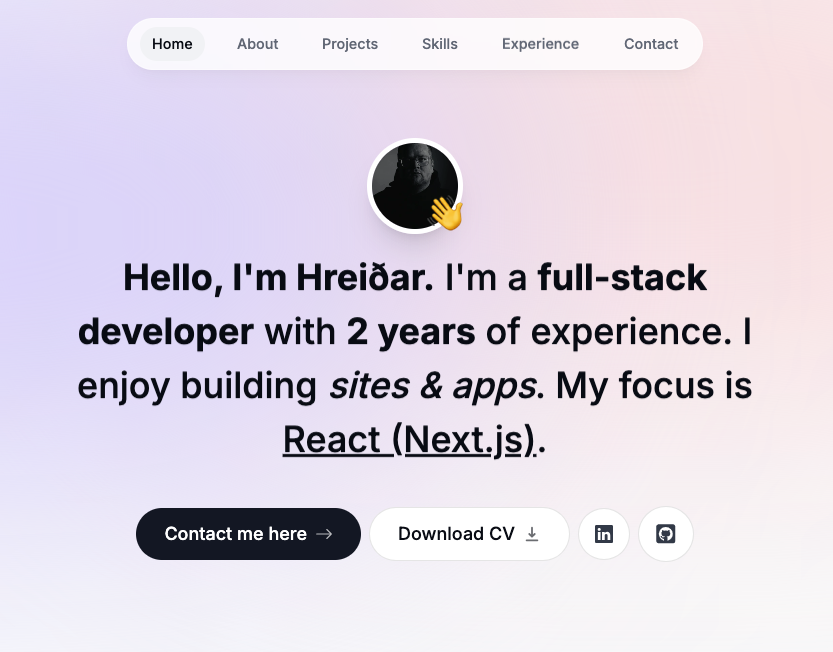 Home About Projects Skills Experience Contact
Hello, I'm Hreiðar. I'm a full-stack
developer with 2 years of experience. I
enjoy building sites & apps. My focus is
React (Next.js).
Contact me here → Download CV in